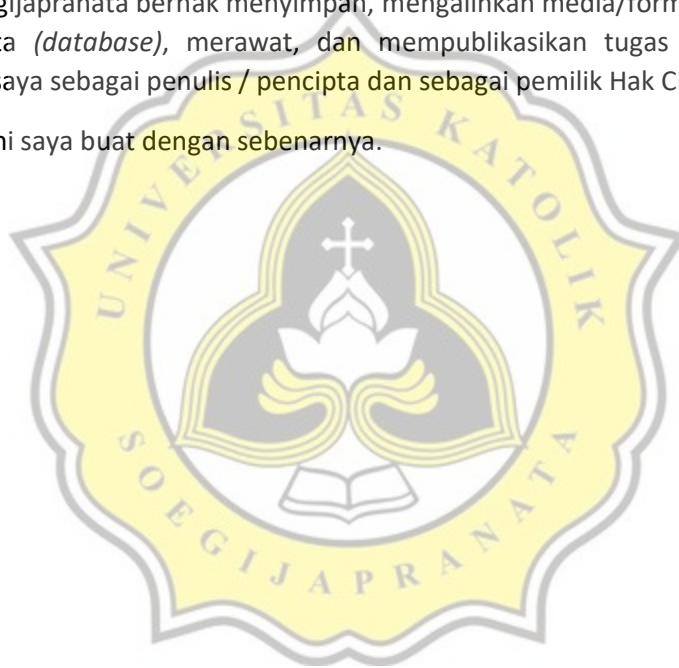 gijapranata berhak menyimpan, mengalihkan media/form
ta (database), merawat, dan mempublikasikan tugas
saya sebagai penulis / pencipta dan sebagai pemilik Hak Ci
ni saya buat dengan sebenarnya.
UNIVERSITAS KATOLIK
SOEGIJAPRANATA